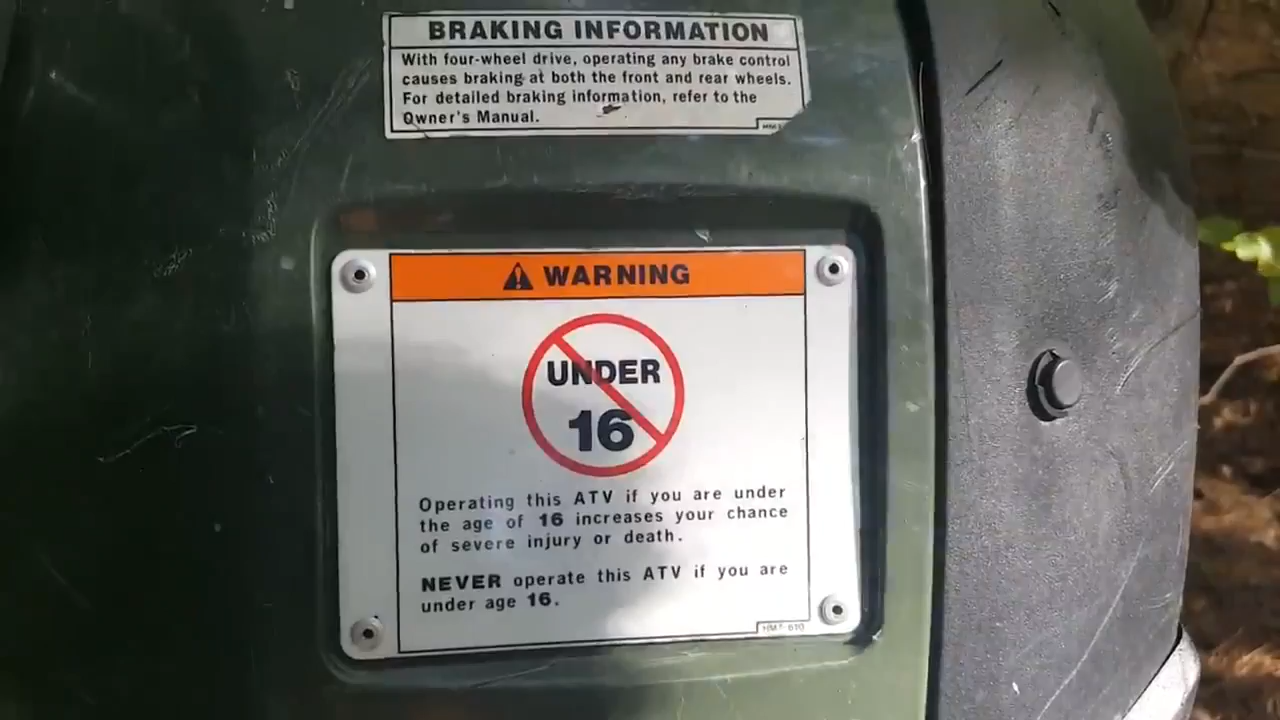 BRAKING INFORMATION
With four-wheel drive, operating any brake control
causes braking at both the front and rear wheels.
For detailed braking information, refer to the
Owner's Manual.
WARNING
UNDER
16
Operating this ATV if you are under
the age of 16 increases your chance
of severe injury or death.
NEVER operate this ATV if you are
under age 16.